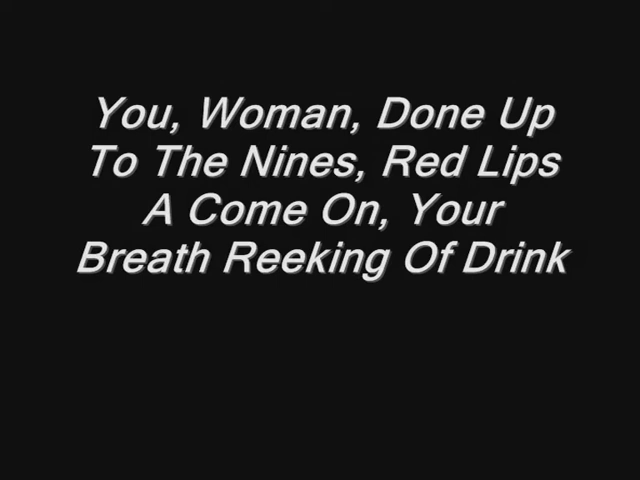 You, Woman, Done Up
To The Nines, Red Lips
A Come On, Your
Breath Reeking Of Drink